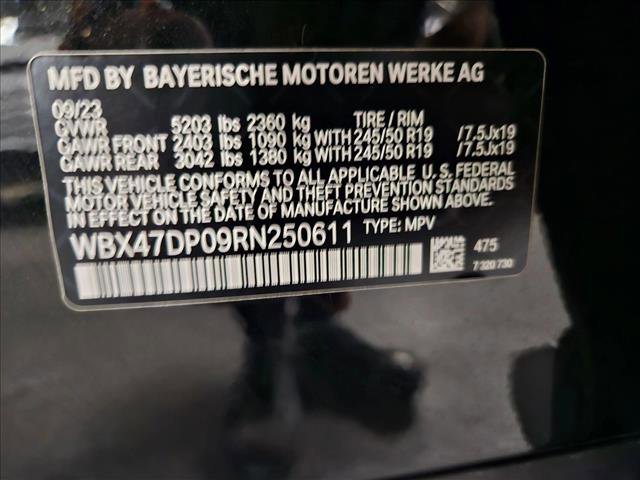 MFD BY BAYERISCHE MOTOREN WERKE AG
09/23
GVWR 5203 lbs 2360 kg TIRE / RIM
GAWR FRONT 2403 lbs 1090 kg WITH 245/50 R19 /7.5Jx19
GAWR REAR 3042 lbs 1380 kg WITH 245/50 R19 /7.5Jx19
THIS VEHICLE CONFORMS TO ALL APPLICABLE U. S. FEDERAL
MOTOR VEHICLE SAFETY AND THEFT PREVENTION STANDARDS
IN EFFECT ON THE DATE OF MANUFACTURE SHOWN ABOVE.
WBX47DP09RN250611 TYPE: MPV
475
7 320 730